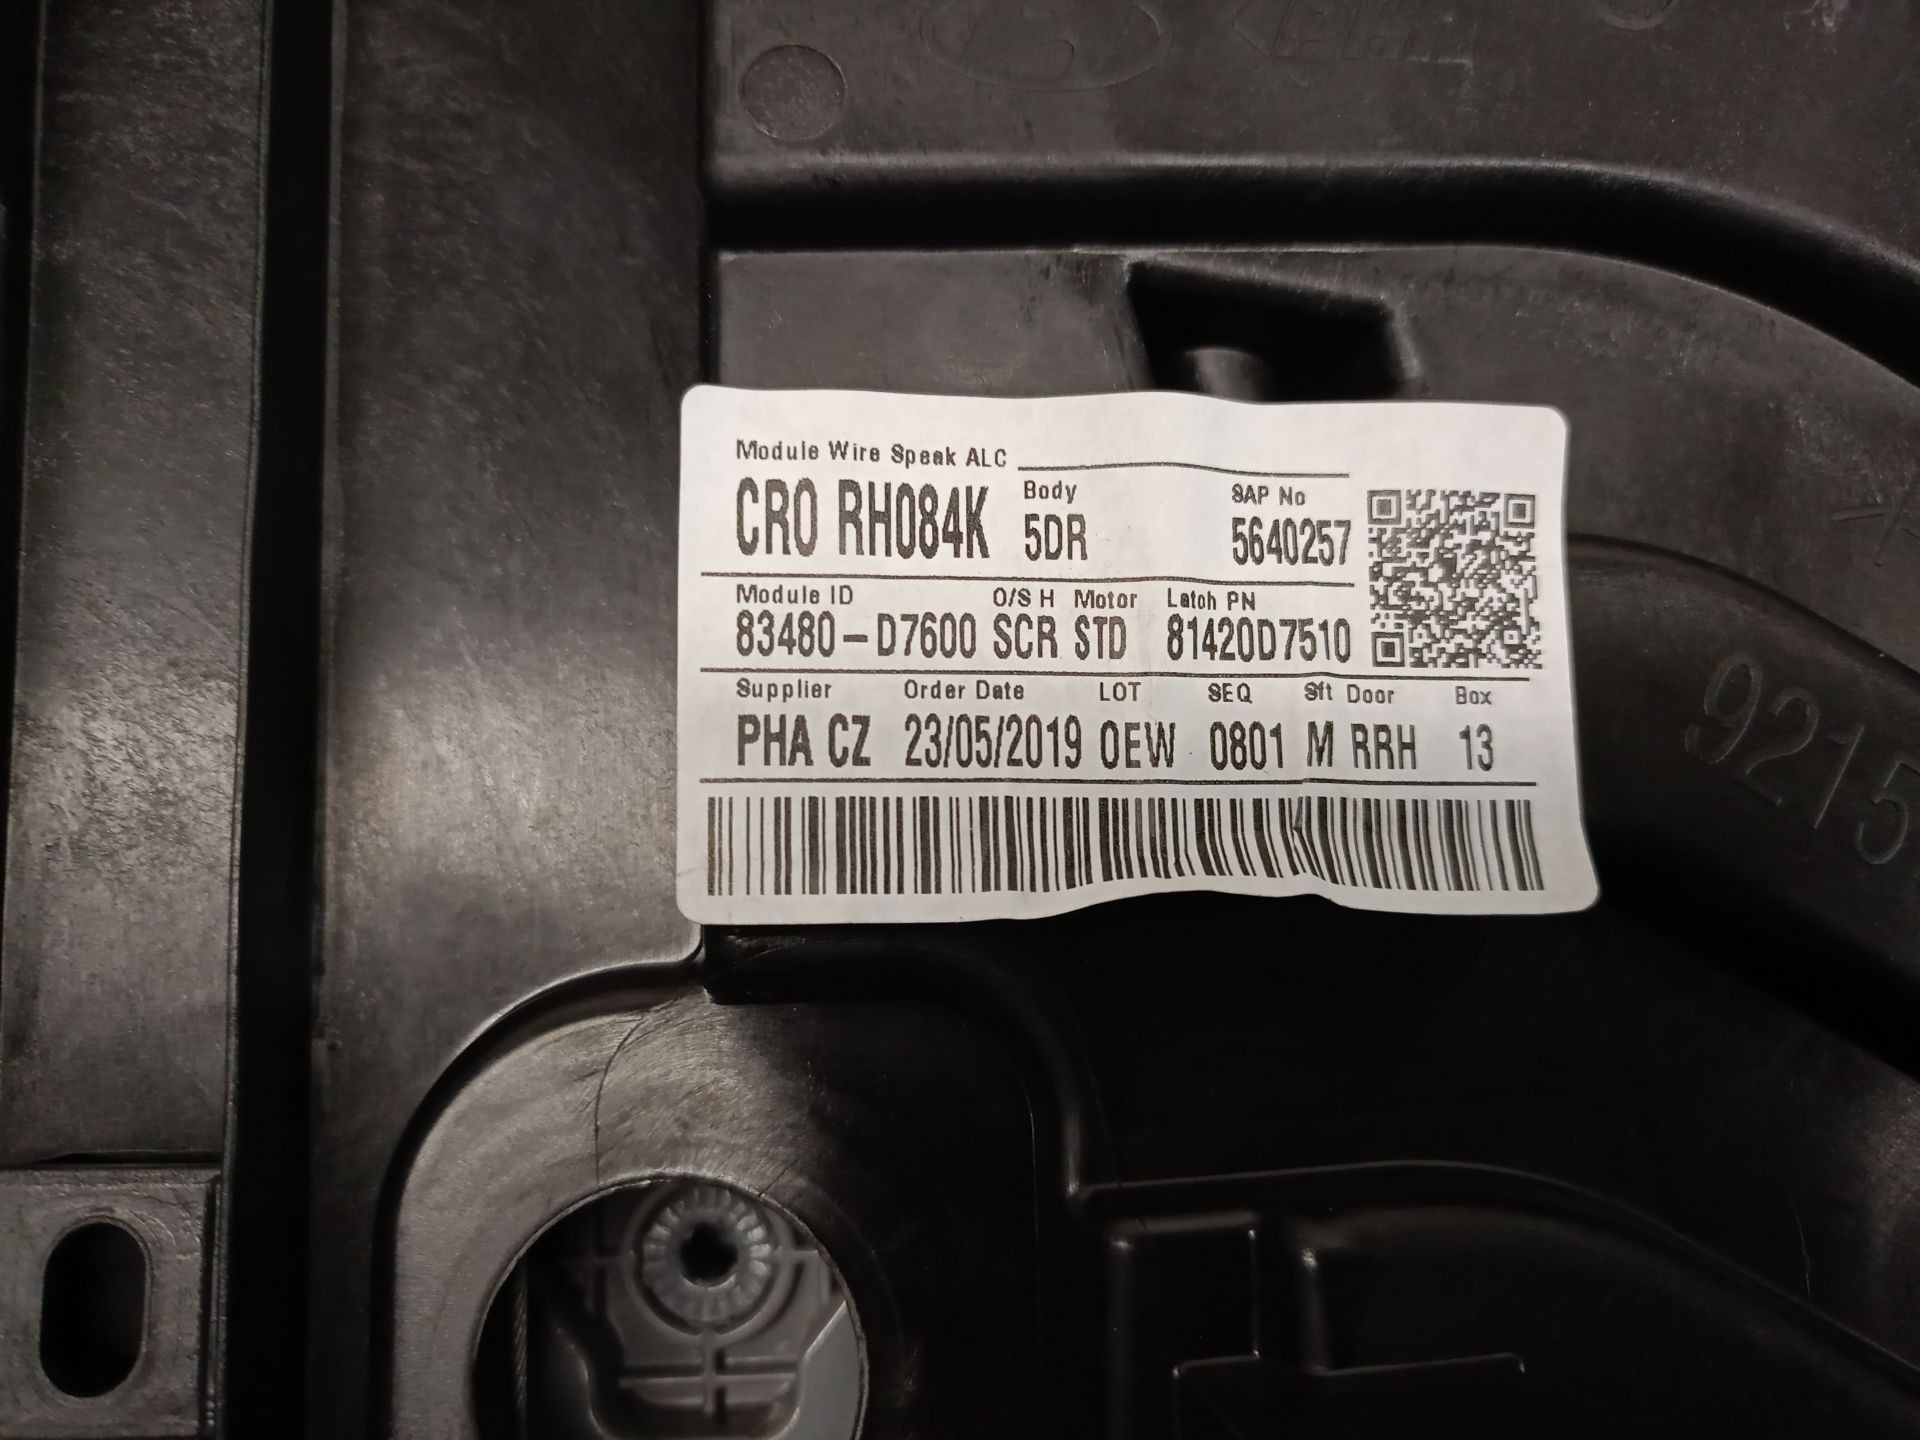 Module Wire Speak ALC
CRO RH084K Body SAP No
5DR 5640257
Module ID O/S H Motor Latch PN
83480-D7600 SCR STD 81420D7510
Supplier Order Date LOT SEQ Sft Door Box
PHA CZ 23/05/2019 0EW 0801 M RRH 13
9215